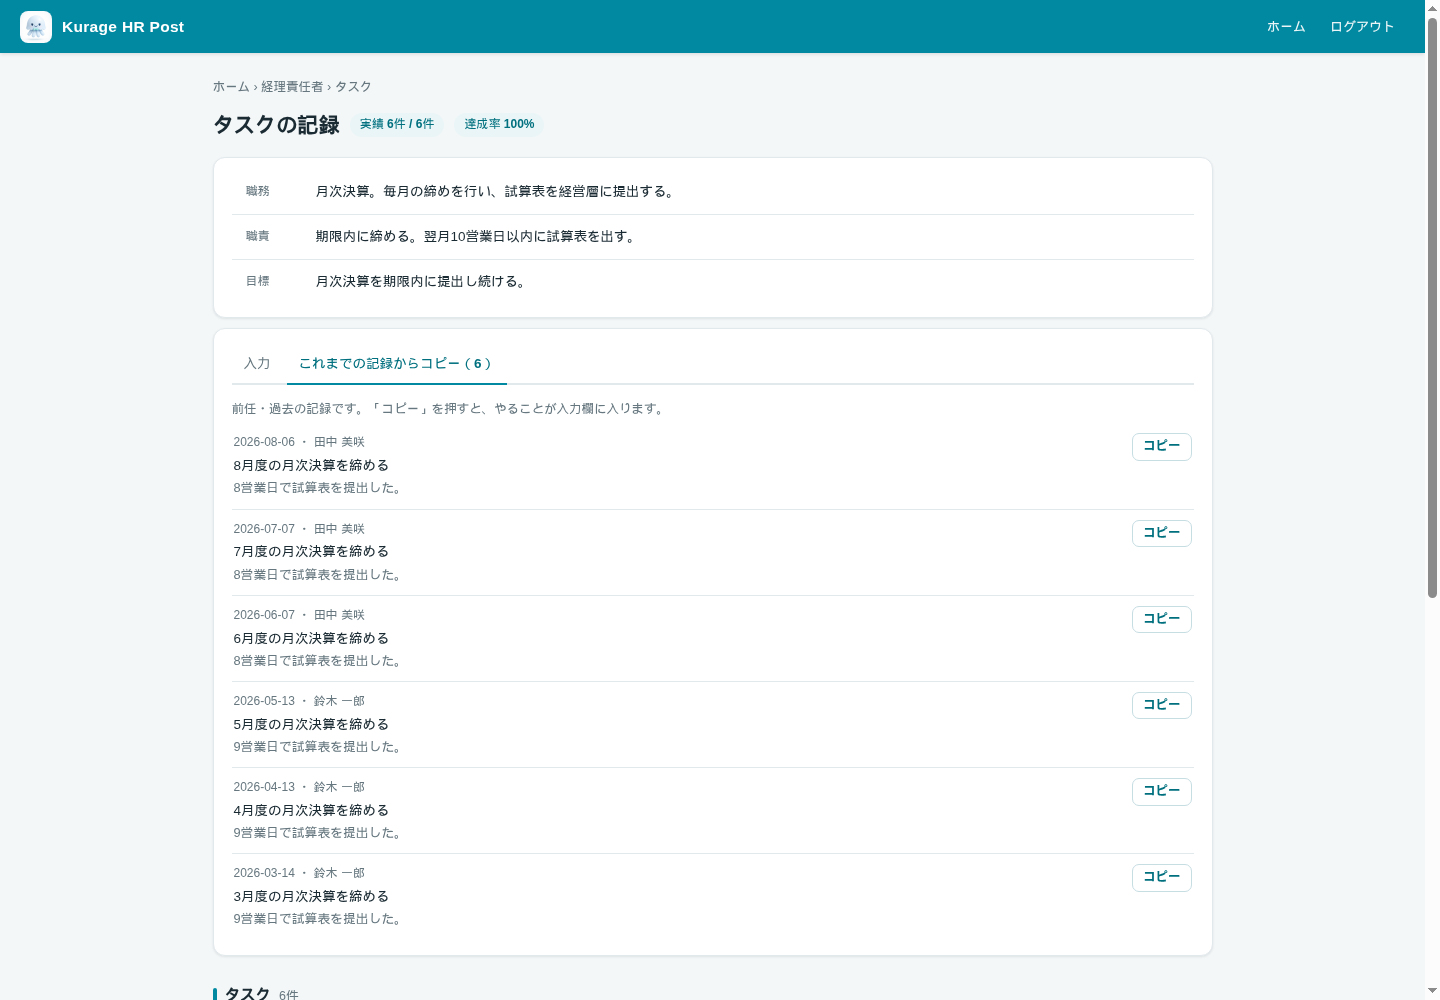 Kurage HR Post
ホーム ログアウト
ホーム › 経理責任者 › タスク
タスクの記録 実績 6件 / 6件 達成率 100%
職務 月次決算。毎月の締めを行い、試算表を経営層に提出する。
職責 期限内に締める。翌月10営業日以内に試算表を出す。
目標 月次決算を期限内に提出し続ける。
入力 これまでの記録からコピー（6）
前任・過去の記録です。「コピー」を押すと、やることが入力欄に入ります。
2026-08-06 ・ 田中 美咲 コピー
8月度の月次決算を締める
8営業日で試算表を提出した。
2026-07-07 ・ 田中 美咲 コピー
7月度の月次決算を締める
8営業日で試算表を提出した。
2026-06-07 ・ 田中 美咲 コピー
6月度の月次決算を締める
8営業日で試算表を提出した。
2026-05-13 ・ 鈴木 一郎 コピー
5月度の月次決算を締める
9営業日で試算表を提出した。
2026-04-13 ・ 鈴木 一郎 コピー
4月度の月次決算を締める
9営業日で試算表を提出した。
2026-03-14 ・ 鈴木 一郎 コピー
3月度の月次決算を締める
9営業日で試算表を提出した。
タスク 6件